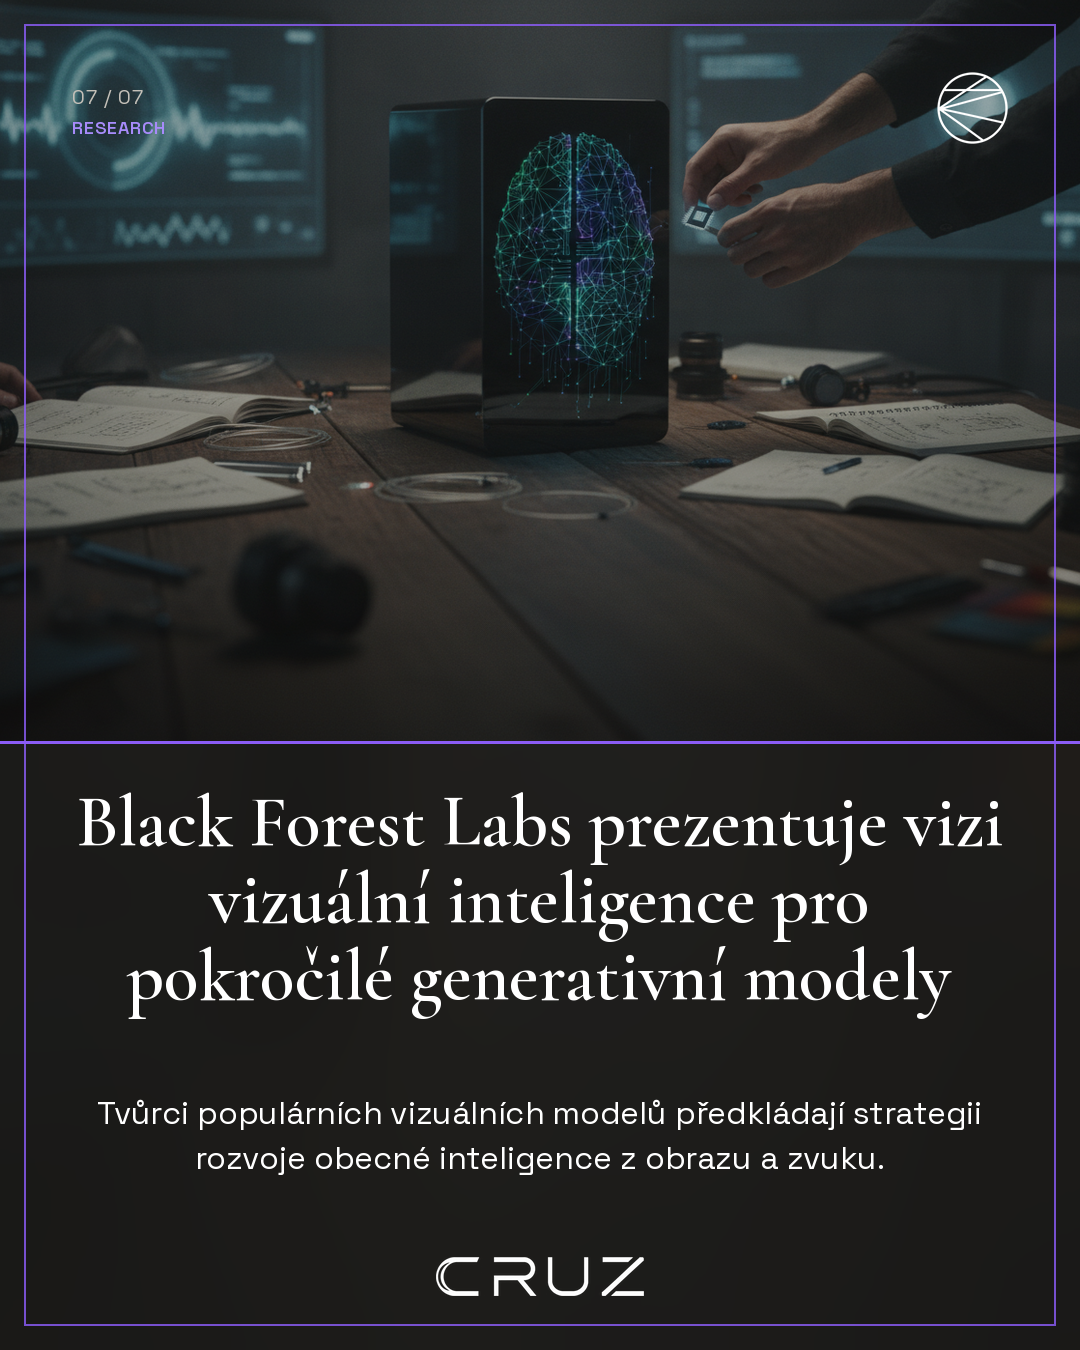 07 / 07
RESEARCH
Black Forest Labs prezentuje vizi
vizuální inteligence pro
pokročilé generativní modely
Tvůrci populárních vizuálních modelů předkládají strategii
rozvoje obecné inteligence z obrazu a zvuku.
CRUZ